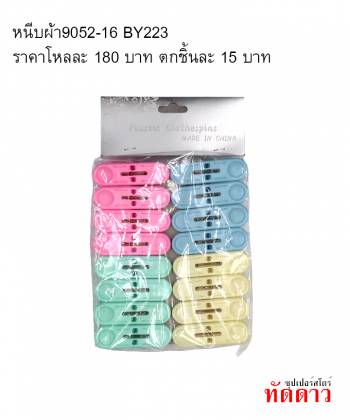 หนีบผ้า9052-16 BY223
ราคาโหลละ 180 บาท ตกชิ้นละ 15 บาท
Plastic Clothespins
MADE IN CHINA
ซุปเปอร์สโตร์
ทัดดาว